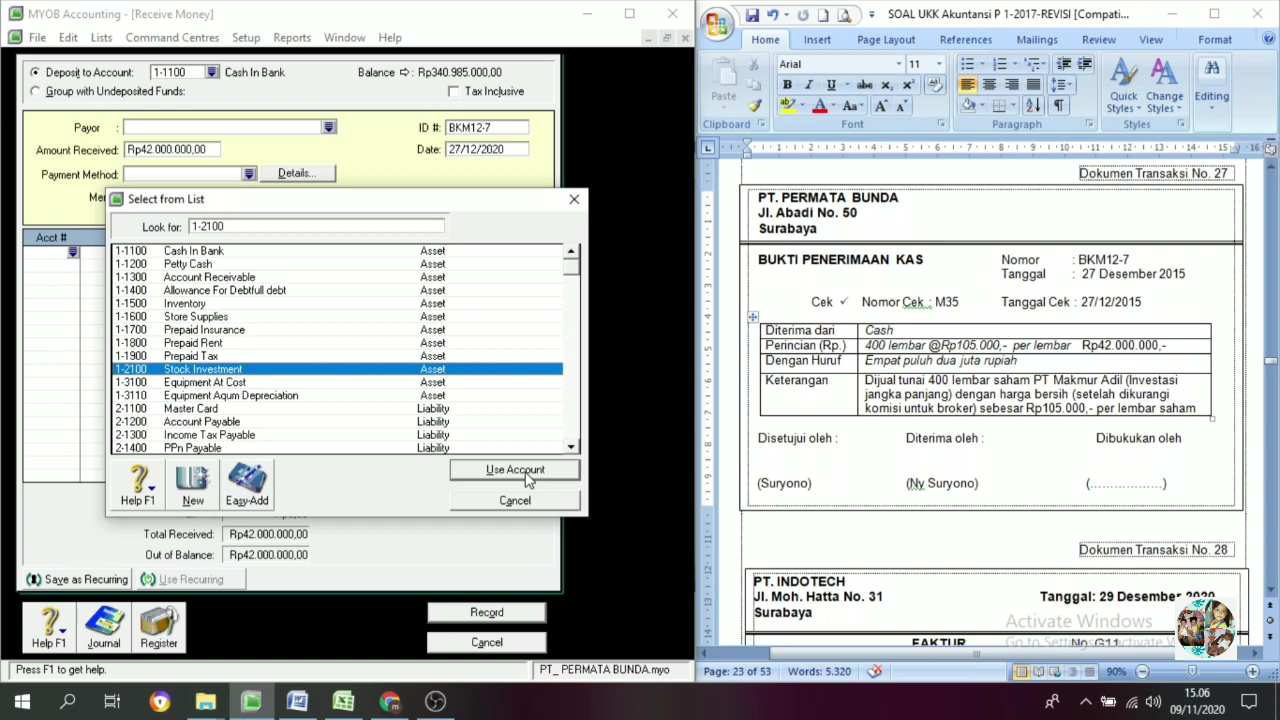 MYOB Accounting - [Receive Money]
File Edit Lists Command Centres Setup Reports Window Help
Deposit to Account: 1-1100 Cash In Bank Balance : Rp340.985.000,00
Group with Undeposited Funds: Tax Inclusive
Payor : ID #: BKM12-7
Amount Received: Rp42.000.000,00 Date: 27/12/2020
Payment Method: Details...
Me
Acct #
Select from List
Look for: 1-2100
1-1100 Cash In Bank Asset
1-1200 Petty Cash Asset
1-1300 Account Receivable Asset
1-1400 Allowance For Debtfull debt Asset
1-1500 Inventory Asset
1-1600 Store Supplies Asset
1-1700 Prepaid Insurance Asset
1-1800 Prepaid Rent Asset
1-1900 Prepaid Tax Asset
1-2100 Stock Investment Asset
1-3100 Equipment At Cost Asset
1-3110 Equipment Aqum Depreciation Asset
2-1100 Master Card Liability
2-1200 Account Payable Liability
2-1300 Income Tax Payable Liability
2-1400 PPn Payable Liability
Use Account
Cancel
Help F1 New Easy-Add
Total Received: Rp42.000.000,00
Out of Balance: Rp42.000.000,00
Save as Recurring Use Recurring
Help F1 Journal Register
Record
Cancel
Press F1 to get help. PT_ PERMATA BUNDA.myo
SOAL UKK Akuntansi P 1-2017-REVISI [Compati...
Home Insert Page Layout References Mailings Review View Format
Paste
Arial 11
B I U abc x₂ x²
ab A Aa A A
Quick Styles Change Styles Editing
Clipboard Font Paragraph Styles
Dokumen Transaksi No. 27
PT. PERMATA BUNDA
Jl. Abadi No. 50
Surabaya
BUKTI PENERIMAAN KAS Nomor : BKM12-7
Tanggal : 27 Desember 2015
Cek ✓ Nomor Cek : M35 Tanggal Cek : 27/12/2015
Diterima dari Cash
Perincian (Rp.) 400 lembar @Rp105.000,- per lembar Rp42.000.000,-
Dengan Huruf Empat puluh dua juta rupiah
Keterangan Dijual tunai 400 lembar saham PT Makmur Adil (Investasi
jangka panjang) dengan harga bersih (setelah dikurangi
komisi untuk broker) sebesar Rp105.000,- per lembar saham
Disetujui oleh : Diterima oleh : Dibukukan oleh
(Suryono) (Ny Suryono) (.................)
Dokumen Transaksi No. 28
PT. INDOTECH
Jl. Moh. Hatta No. 31 Tanggal: 29 Desember 2020
Surabaya
FAKTUR No. G11
Activate Windows
Go to Settings to activate W
Page: 23 of 53 Words: 5.320 90%
15.06
09/11/2020